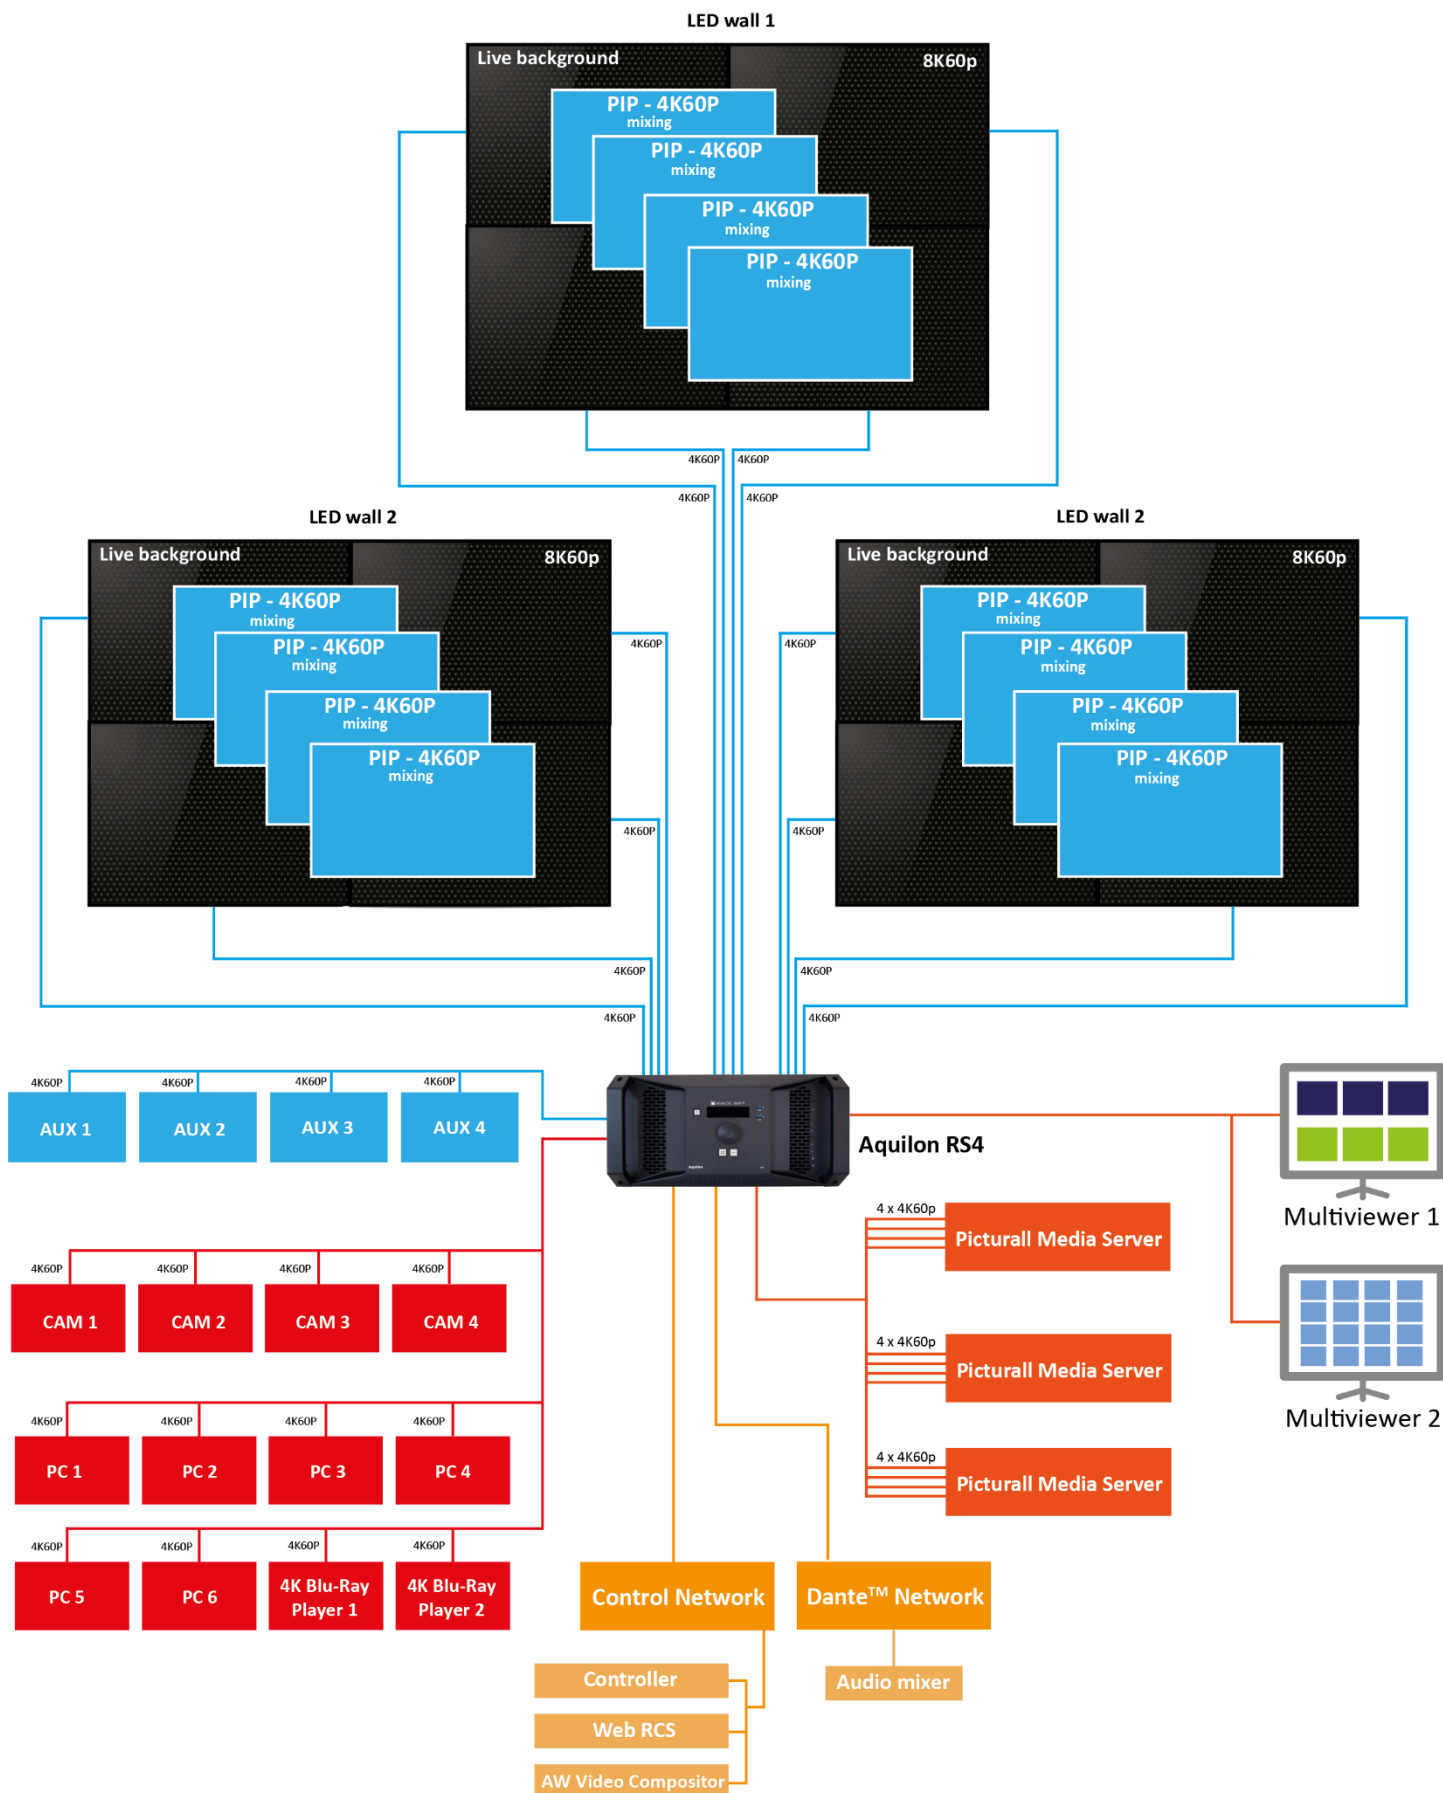 LED wall 1
Live background
8K60p
PIP - 4K60P
mixing
PIP - 4K60P
mixing
PIP - 4K60P
mixing
PIP - 4K60P
mixing
4K60P
4K60P
4K60P
4K60P
LED wall 2
Live background
8K60p
PIP - 4K60P
mixing
PIP - 4K60P
mixing
PIP - 4K60P
mixing
PIP - 4K60P
mixing
4K60P
4K60P
4K60P
4K60P
LED wall 2
Live background
8K60p
PIP - 4K60P
mixing
PIP - 4K60P
mixing
PIP - 4K60P
mixing
PIP - 4K60P
mixing
4K60P
4K60P
4K60P
4K60P
4K60P
4K60P
4K60P
4K60P
AUX 1
AUX 2
AUX 3
AUX 4
ANALOG WAY
Aquilon
Aquilon RS4
Multiviewer 1
Multiviewer 2
4K60P
4K60P
4K60P
4K60P
CAM 1
CAM 2
CAM 3
CAM 4
4K60P
4K60P
4K60P
4K60P
PC 1
PC 2
PC 3
PC 4
4K60P
4K60P
4K60P
4K60P
PC 5
PC 6
4K Blu-Ray
Player 1
4K Blu-Ray
Player 2
4 x 4K60p
Picturall Media Server
4 x 4K60p
Picturall Media Server
4 x 4K60p
Picturall Media Server
Control Network
Controller
Web RCS
AW Video Compositor
Dante™ Network
Audio mixer